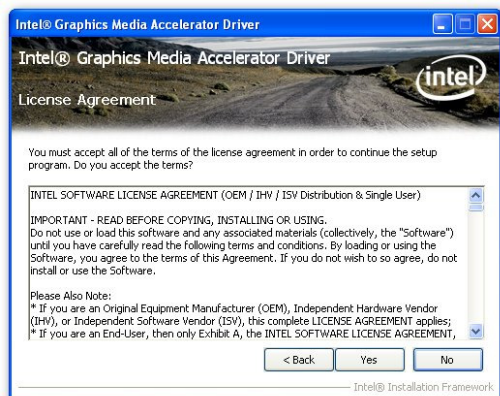 Intel® Graphics Media Accelerator Driver
Intel® Graphics Media Accelerator Driver
intel
License Agreement
You must accept all of the terms of the license agreement in order to continue the setup
program. Do you accept the terms?
INTEL SOFTWARE LICENSE AGREEMENT (OEM / IHV / ISV Distribution & Single User)
IMPORTANT - READ BEFORE COPYING, INSTALLING OR USING.
Do not use or load this software and any associated materials (collectively, the "Software")
until you have carefully read the following terms and conditions. By loading or using the
Software, you agree to the terms of this Agreement. If you do not wish to so agree, do not
install or use the Software.
Please Also Note:
* If you are an Original Equipment Manufacturer (OEM), Independent Hardware Vendor
(IHV), or Independent Software Vendor (ISV), this complete LICENSE AGREEMENT applies;
* If you are an End-User, then only Exhibit A, the INTEL SOFTWARE LICENSE AGREEMENT,
< Back Yes No
Intel® Installation Framework